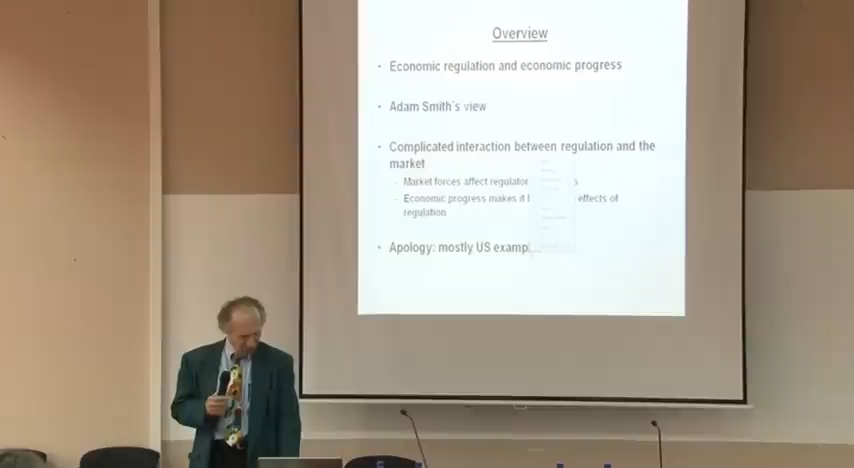 Overview
· Economic regulation and economic progress
· Adam Smith's view
· Complicated interaction between regulation and the
market
- Market forces affect regulator
- Economic progress makes it effects of
regulation
· Apology: mostly US examp